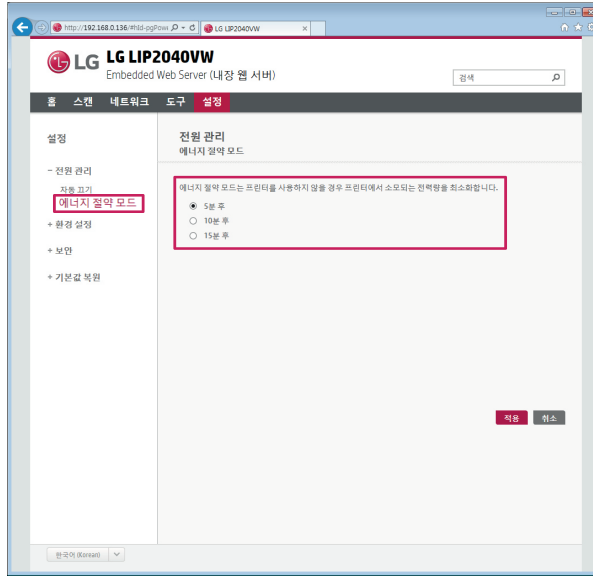 http://192.168.0.136/#hId-pgPowe
LG LIP2040VW
LG
LG LIP2040VW
Embedded Web Server (내장 웹 서버)
검색
홈 스캔 네트워크 도구 설정
설정
전원 관리
에너지 절약 모드
- 전원 관리
자동 끄기
에너지 절약 모드
+ 환경 설정
+ 보안
+ 기본값 복원
에너지 절약 모드는 프린터를 사용하지 않을 경우 프린터에서 소모되는 전력량을 최소화합니다.
5분 후
10분 후
15분 후
적용 취소
한국어 (Korean)